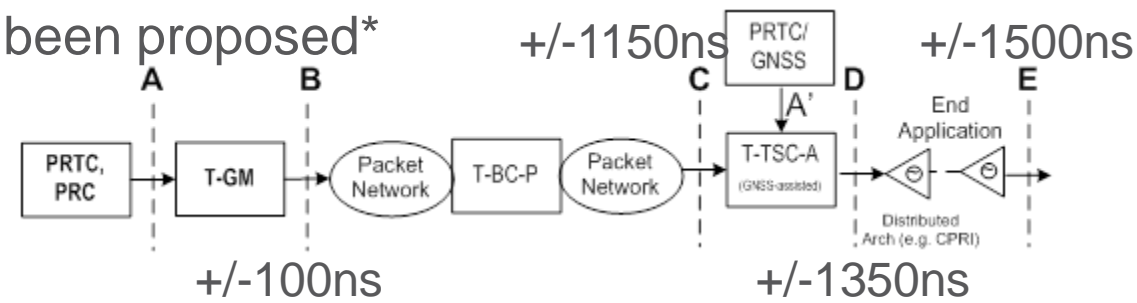 been proposed*
+/-1150ns
PRTC/
GNSS
+/-1500ns
A
B
C
A'
D
E
PRTC,
PRC
T-GM
Packet
Network
T-BC-P
Packet
Network
T-TSC-A
(GNSS-assisted)
End
Application
Distributed
Arch (e.g. CPRI)
+/-100ns
+/-1350ns